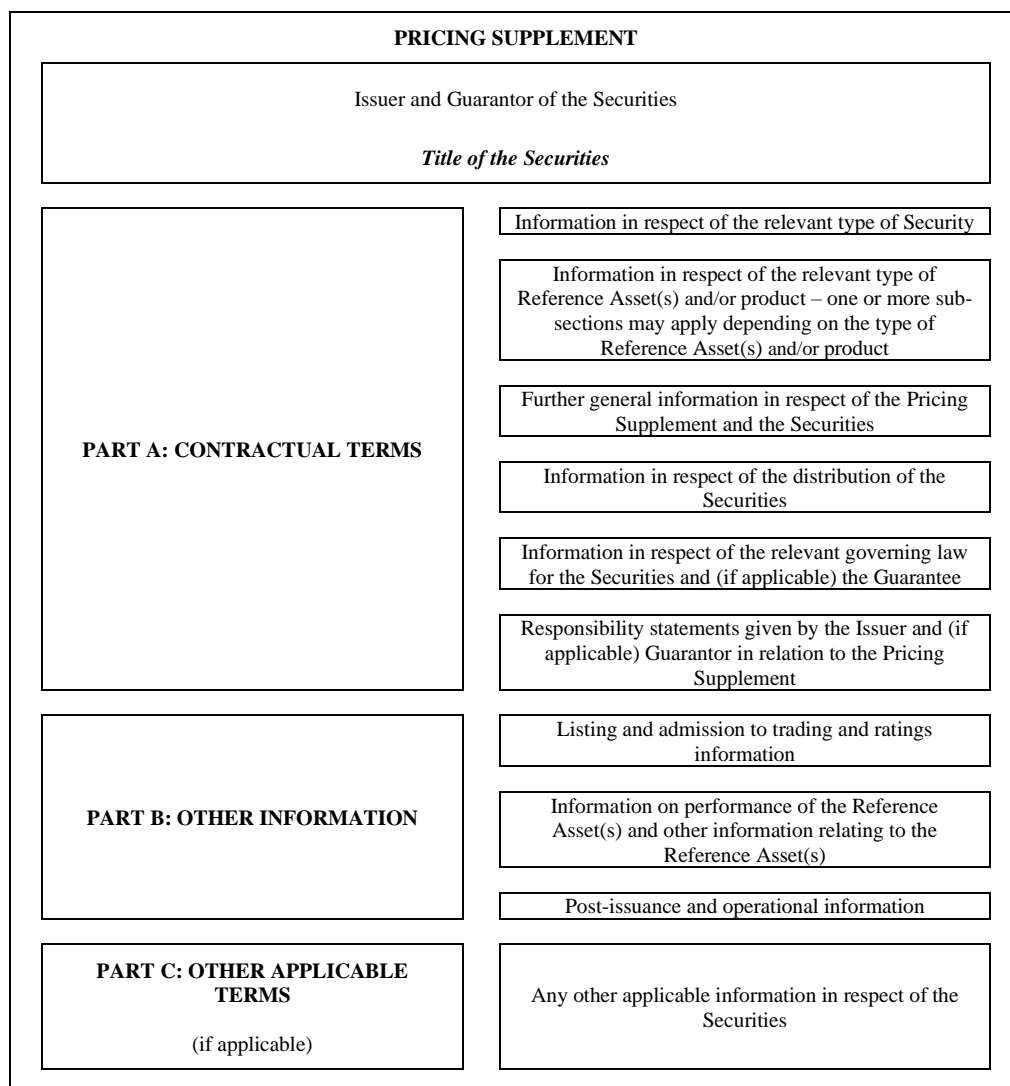 PRICING SUPPLEMENT
Issuer and Guarantor of the Securities
Title of the Securities
PART A: CONTRACTUAL TERMS
Information in respect of the relevant type of Security
Information in respect of the relevant type of
Reference Asset(s) and/or product – one or more sub-
sections may apply depending on the type of
Reference Asset(s) and/or product
Further general information in respect of the Pricing
Supplement and the Securities
Information in respect of the distribution of the
Securities
Information in respect of the relevant governing law
for the Securities and (if applicable) the Guarantee
Responsibility statements given by the Issuer and (if
applicable) Guarantor in relation to the Pricing
Supplement
PART B: OTHER INFORMATION
Listing and admission to trading and ratings
information
Information on performance of the Reference
Asset(s) and other information relating to the
Reference Asset(s)
Post-issuance and operational information
PART C: OTHER APPLICABLE
TERMS
(if applicable)
Any other applicable information in respect of the
Securities